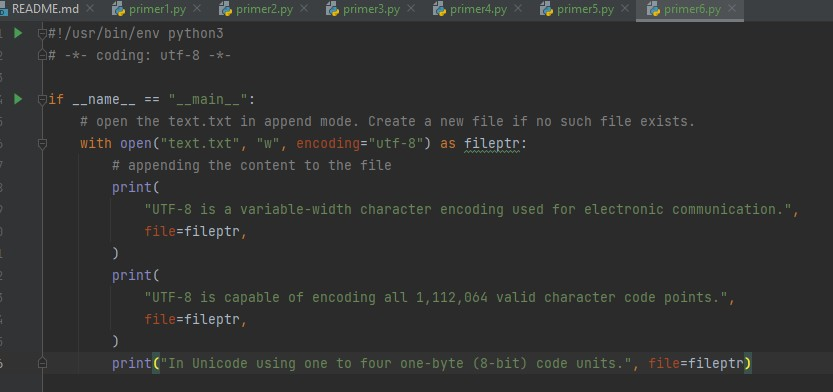 README.md primer1.py primer2.py primer3.py primer4.py primer5.py primer6.py
#!/usr/bin/env python3
# -*- coding: utf-8 -*-
if __name__ == "__main__":
# open the text.txt in append mode. Create a new file if no such file exists.
with open("text.txt", "w", encoding="utf-8") as fileptr:
# appending the content to the file
print(
"UTF-8 is a variable-width character encoding used for electronic communication.",
file=fileptr,
)
print(
"UTF-8 is capable of encoding all 1,112,064 valid character code points.",
file=fileptr,
)
print("In Unicode using one to four one-byte (8-bit) code units.", file=fileptr)